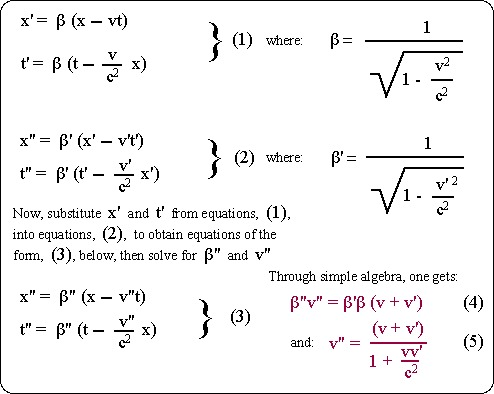 x' = β (x – vt)
t' = β (t – v/c² x)
} (1) where: β = 1/√(1 - v²/c²)
x" = β' (x' – v't')
t" = β' (t' – v'/c² x')
} (2) where: β' = 1/√(1 - v'²/c²)
Now, substitute x' and t' from equations, (1),
into equations, (2), to obtain equations of the
form, (3), below, then solve for β" and v"
x" = β" (x – v"t)
t" = β" (t – v"/c² x)
} (3)
Through simple algebra, one gets:
β"v" = β'β (v + v') (4)
and: v" = (v + v')/(1 + vv'/c²) (5)